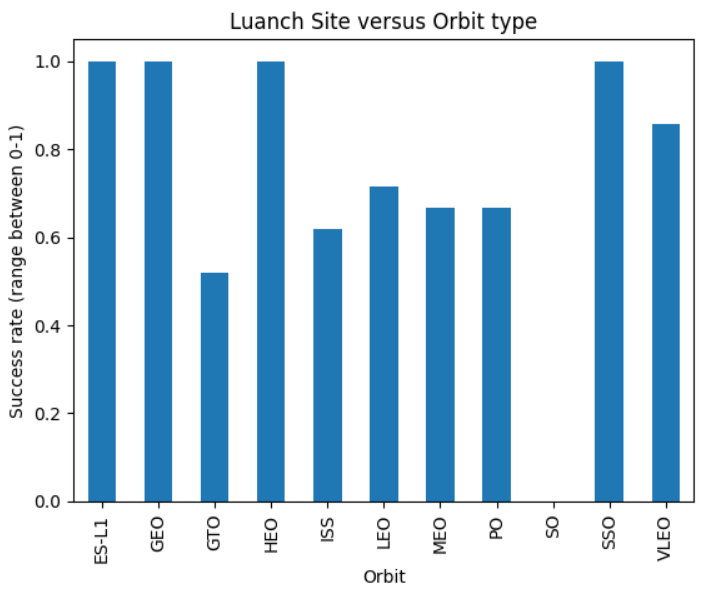 Luanch Site versus Orbit type
Success rate (range between 0-1)
1.0
0.8
0.6
0.4
0.2
0.0
ES-L1
GEO
GTO
HEO
ISS
LEO
MEO
PO
SO
SSO
VLEO
Orbit